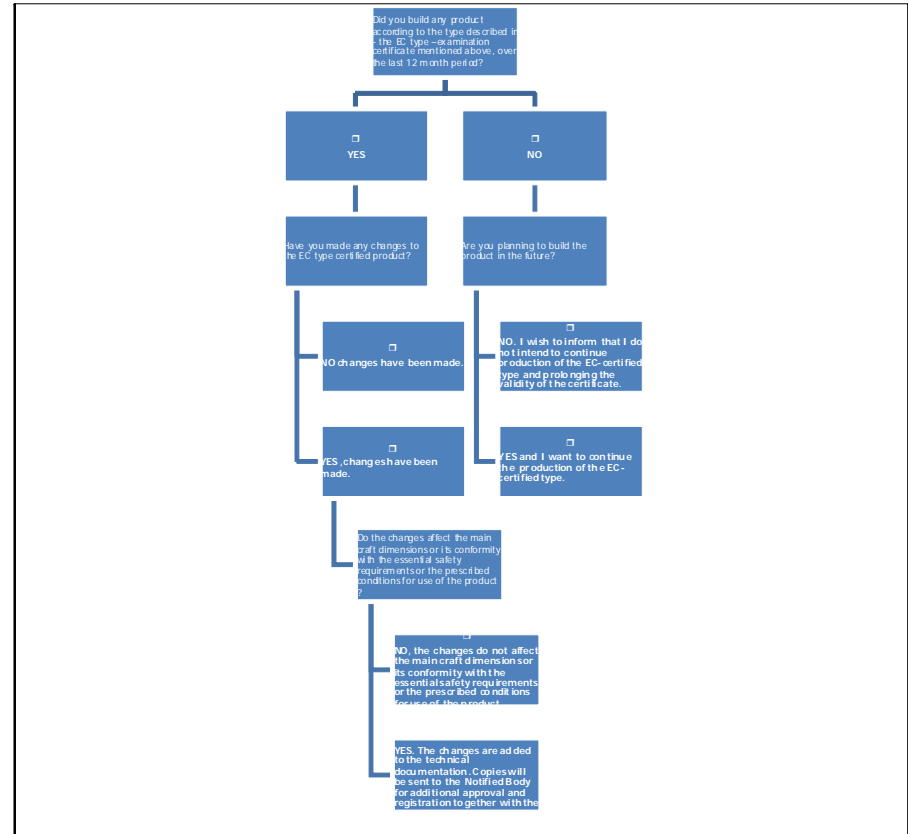 Did you build any product
according to the type described in
- the EC type –examination
certificate mentioned above, over
the last 12 month period?
❒
YES
❒
NO
Have you made any changes to
the EC type certified product?
Are you planning to build the
product in the future?
❒
NO changes have been made.
❒
NO. I wish to inform that I do
not intend to continue
production of the EC-certified
type and prolonging the
validity of the certificate.
❒
YES ,changes have been
made.
❒
YES and I want to continue
the production of the EC-
certified type.
Do the changes affect the main
craft dimensions or its conformity
with the essential safety
requirements or the prescribed
conditions for use of the product
?
❒
NO, the changes do not affect
the main craft dimensions or
its conformity with the
essential safety requirements
or the prescribed conditions
for use of the product
YES. The changes are added
to the technical
documentation. Copies will
be sent to the Notified Body
for additional approval and
registration together with the